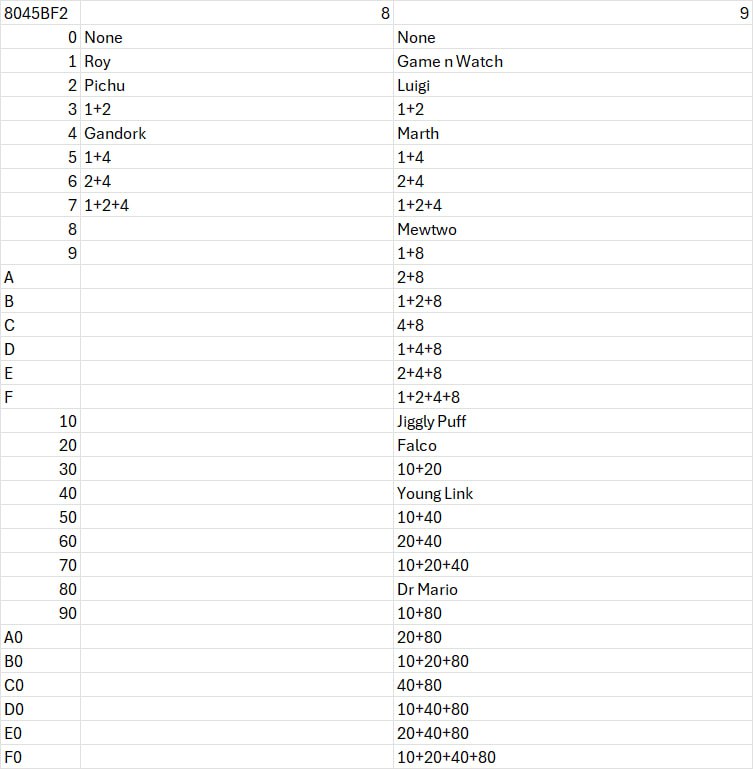 8045BF2 8 9
0 None None
1 Roy Game n Watch
2 Pichu Luigi
3 1+2 1+2
4 Gandork Marth
5 1+4 1+4
6 2+4 2+4
7 1+2+4 1+2+4
8 Mewtwo
9 1+8
A 2+8
B 1+2+8
C 4+8
D 1+4+8
E 2+4+8
F 1+2+4+8
10 Jiggly Puff
20 Falco
30 10+20
40 Young Link
50 10+40
60 20+40
70 10+20+40
80 Dr Mario
90 10+80
A0 20+80
B0 10+20+80
C0 40+80
D0 10+40+80
E0 20+40+80
F0 10+20+40+80